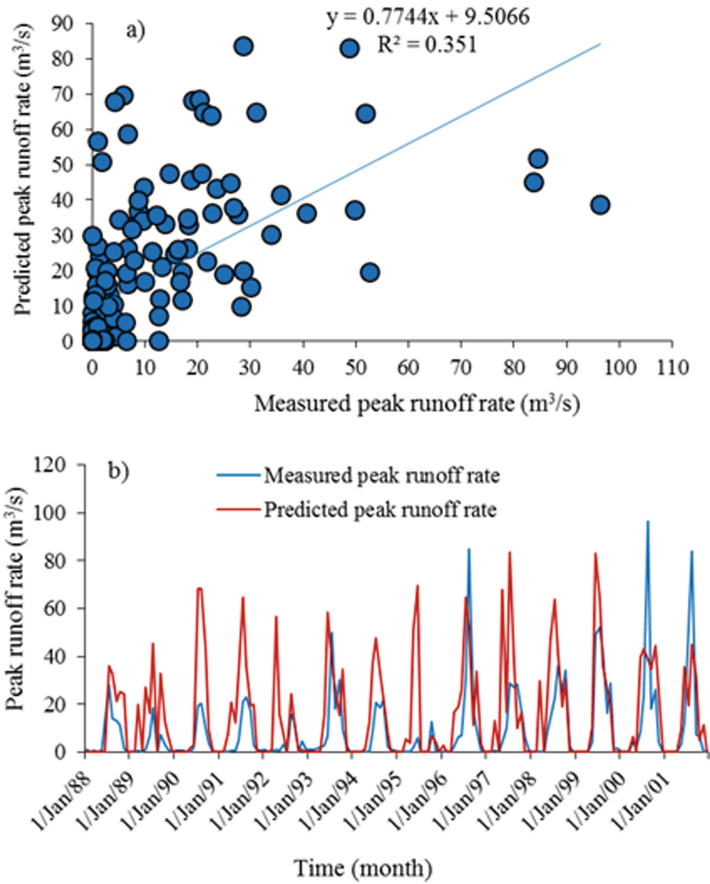 a)
y = 0.7744x + 9.5066
R² = 0.351
90
80
70
60
50
40
30
20
10
0
Predicted peak runoff rate (m³/s)
0 10 20 30 40 50 60 70 80 90 100 110
Measured peak runoff rate (m³/s)
b)
Measured peak runoff rate
Predicted peak runoff rate
120
100
80
60
40
20
0
Peak runoff rate (m³/s)
1/Jan/88 1/Jan/89 1/Jan/90 1/Jan/91 1/Jan/92 1/Jan/93 1/Jan/94 1/Jan/95 1/Jan/96 1/Jan/97 1/Jan/98 1/Jan/99 1/Jan/00 1/Jan/01
Time (month)